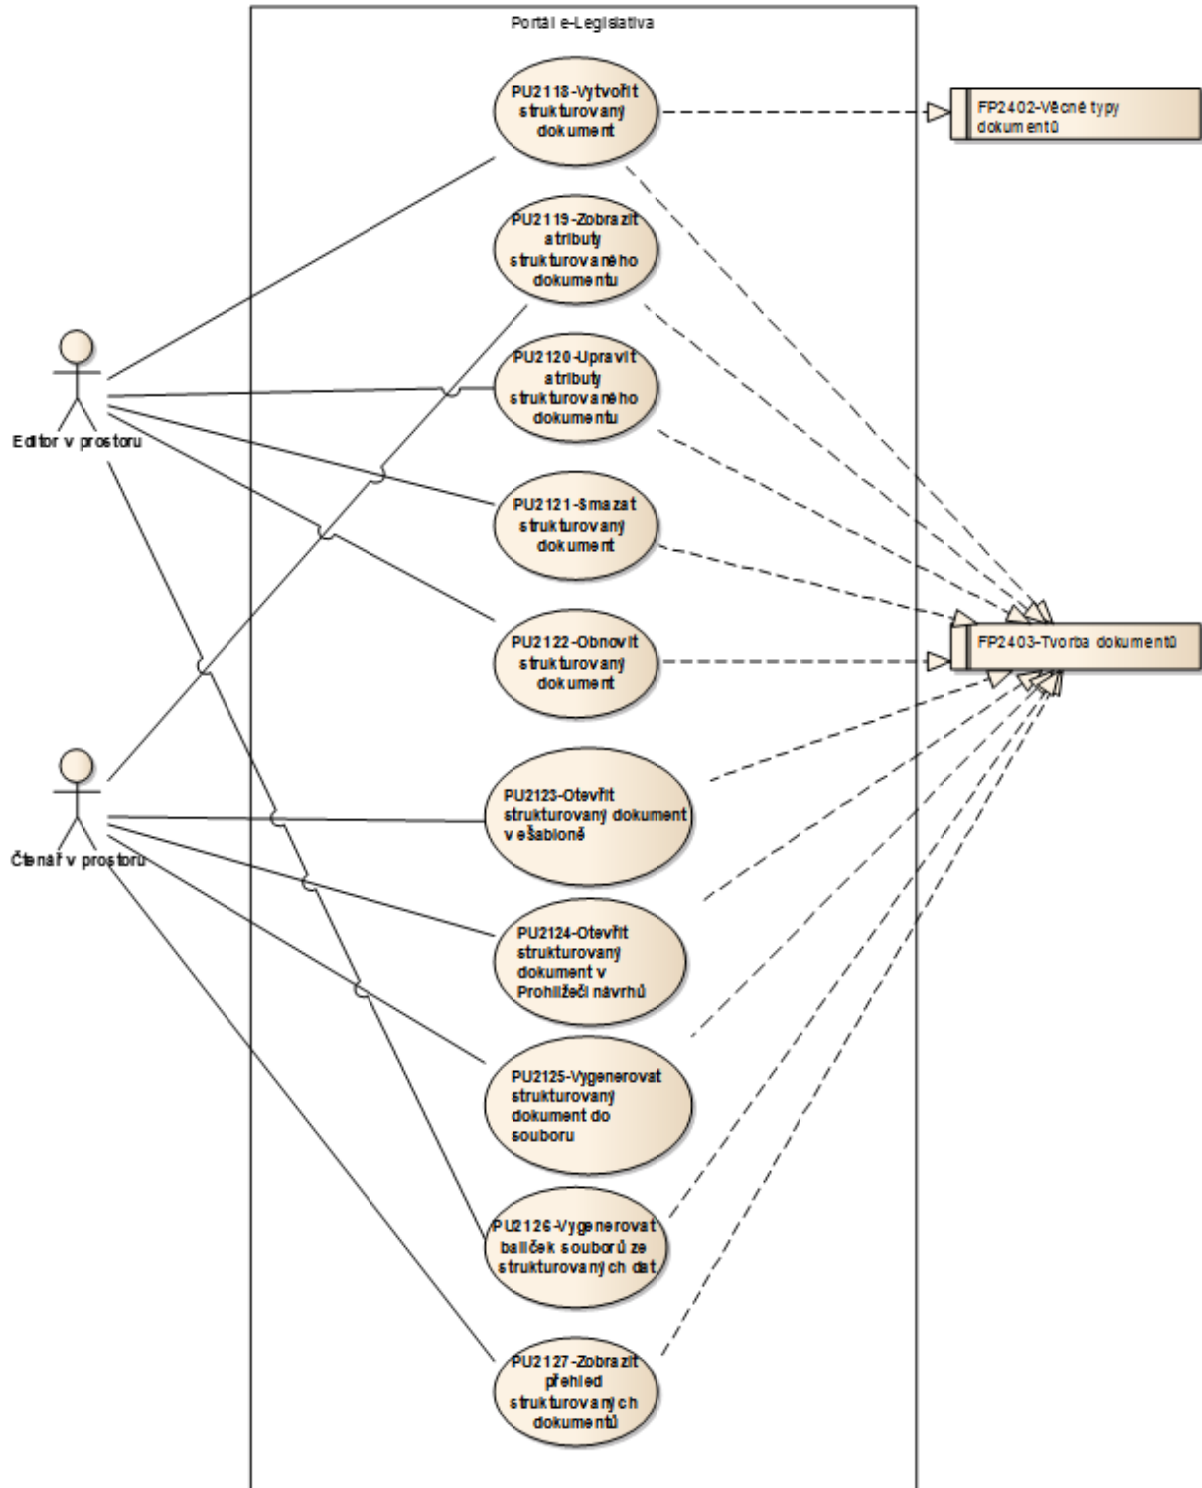 Portál e-Legislativa
PU2118-Vytvořit
strukturovaný
dokument
FP2402-Věcné typy
dokumentů
PU2119-Zobrazit
atributy
strukturovaného
dokumentu
PU2120-Upravit
atributy
strukturovaného
dokumentu
Editor v prostoru
PU2121-Smazat
strukturovaný
dokument
PU2122-Obnovit
strukturovaný
dokument
FP2403-Tvorba dokumentů
PU2123-Otevřít
strukturovaný dokument
v eŠabloně
Čtenář v prostorů
PU2124-Otevřít
strukturovaný
dokument v
Prohlížeči návrhů
PU2125-Vygenerovat
strukturovaný
dokument do
souboru
PU2126-Vygenerovat
balíček souborů ze
strukturovaných dat
PU2127-Zobrazit
přehled
strukturovaných
dokumentů